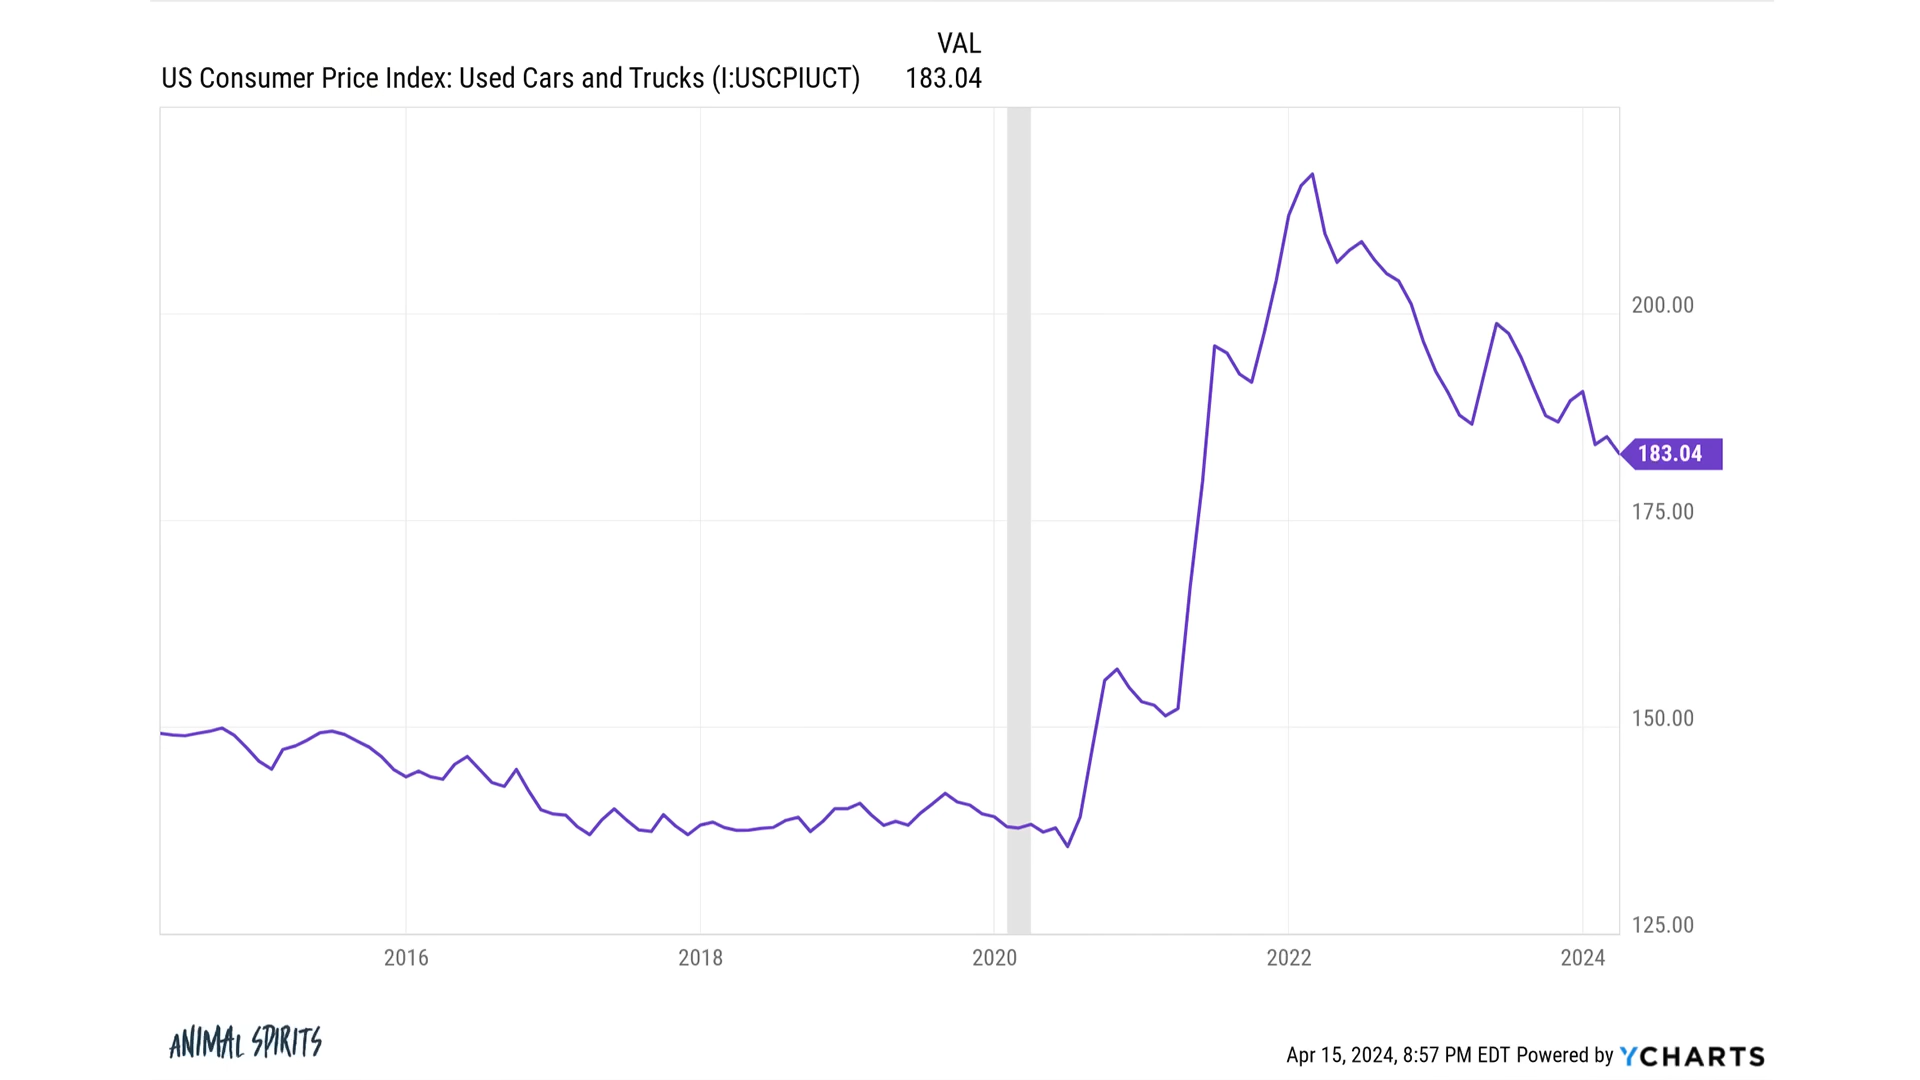 VAL
US Consumer Price Index: Used Cars and Trucks (I:USCPIUCT) 183.04
200.00
183.04
175.00
150.00
125.00
2016 2018 2020 2022 2024
ANIMAL SPIRITS
Apr 15, 2024, 8:57 PM EDT Powered by YCHARTS